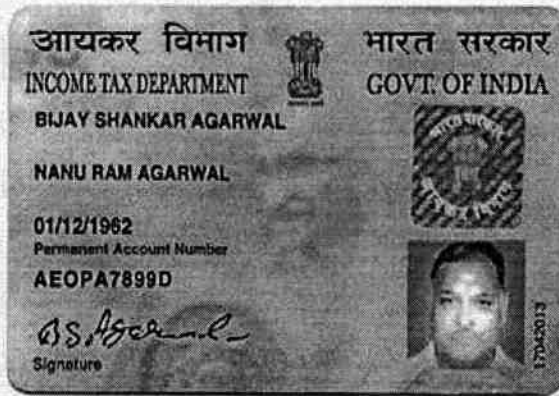 आयकर विभाग
भारत सरकार
INCOME TAX DEPARTMENT
GOVT. OF INDIA
BIJAY SHANKAR AGARWAL
NANU RAM AGARWAL
01/12/1962
Permanent Account Number
AEOPA7899D
Signature
17042013